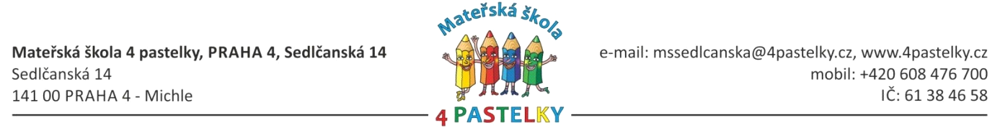 Mateřská škola 4 pastelky, PRAHA 4, Sedlčanská 14
Sedlčanská 14
141 00 PRAHA 4 - Michle
Mateřská škola
4 PASTELKY
e-mail: mssedlcanska@4pastelky.cz, www.4pastelky.cz
mobil: +420 608 476 700
IČ: 61 38 46 58